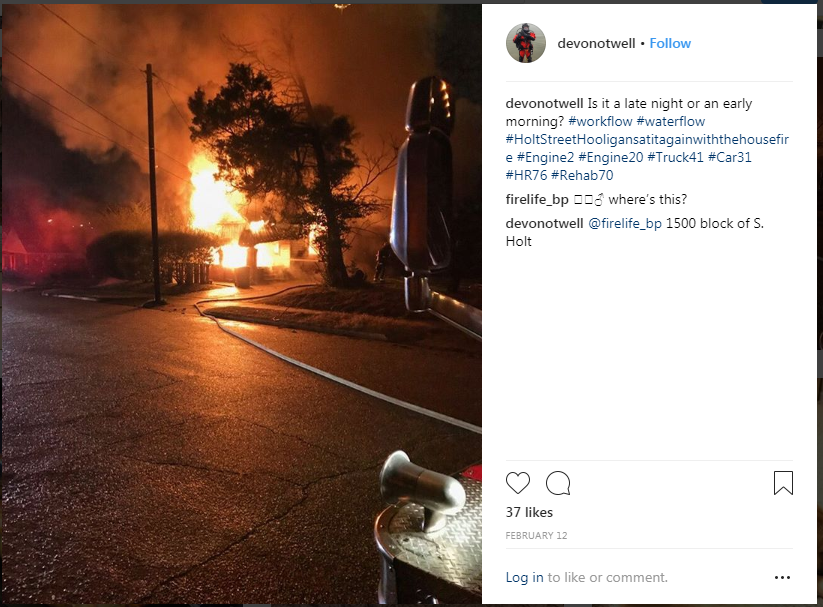 devonotwell • Follow
devonotwell Is it a late night or an early
morning? #workflow #waterflow
#HoltStreetHooligansatitagainwiththehousefir
e #Engine2 #Engine20 #Truck41 #Car31
#HR76 #Rehab70
firelife_bp □□♂ where's this?
devonotwell @firelife_bp 1500 block of S.
Holt
37 likes
FEBRUARY 12
Log in to like or comment.